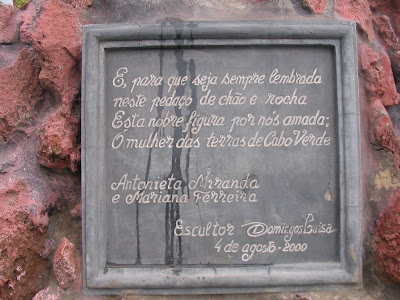 E, para que seja sempre lembrada
neste pedaço de chão e rocha
Esta nobre figura por nós amada;
O mulher das terras de Cabo Verde
Antonieta Miranda
e Mariana Ferreira
Escultor Domingos Luisa
4 de agosto-2000